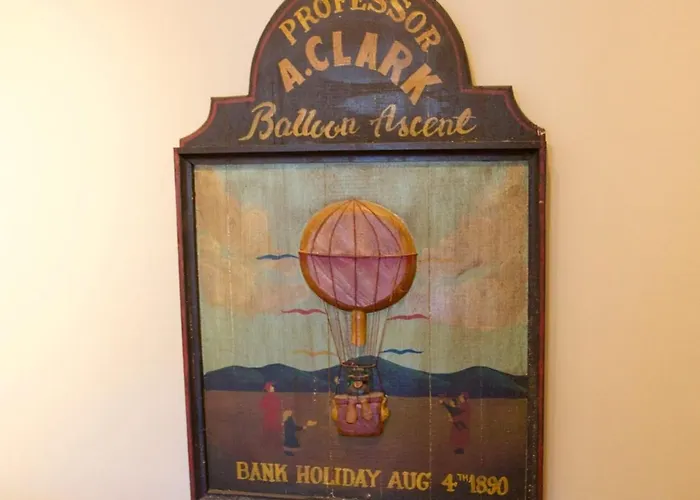 PROFESSOR
A. CLARK
Balloon Ascent
BANK HOLIDAY AUG 4TH 1890